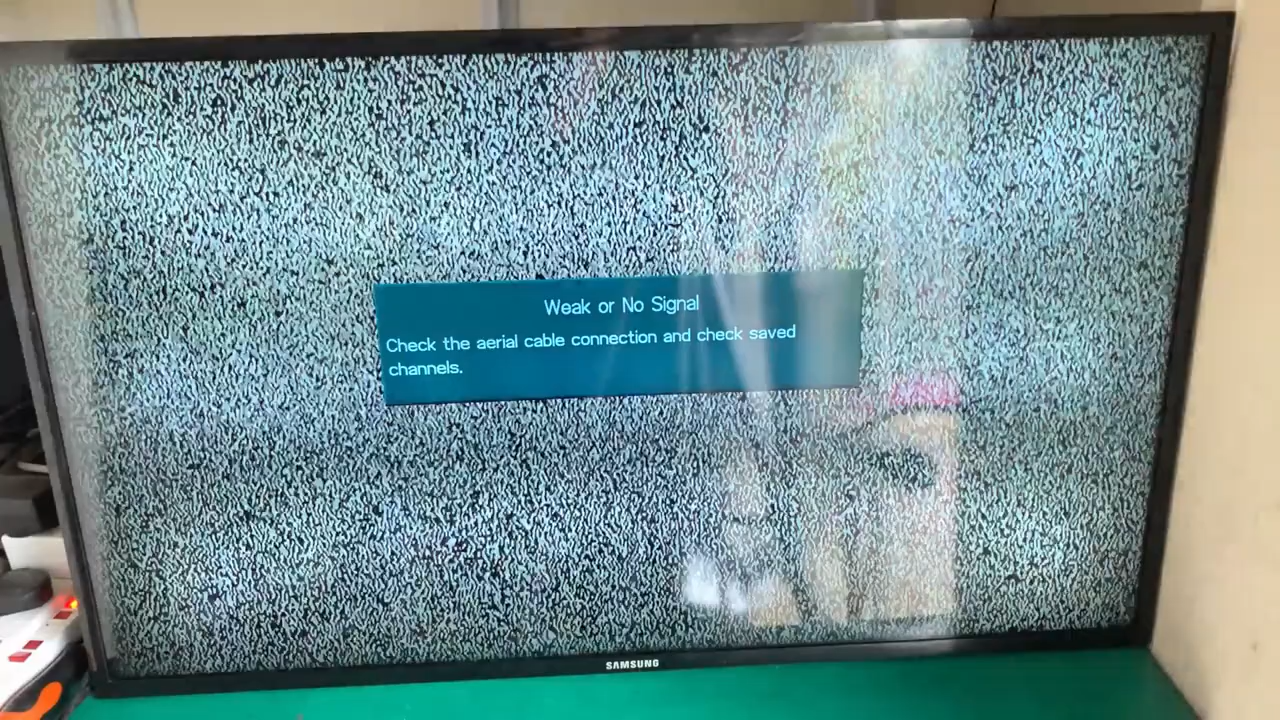 Weak or No Signal
Check the aerial cable connection and check saved
channels.
SAMSUNG